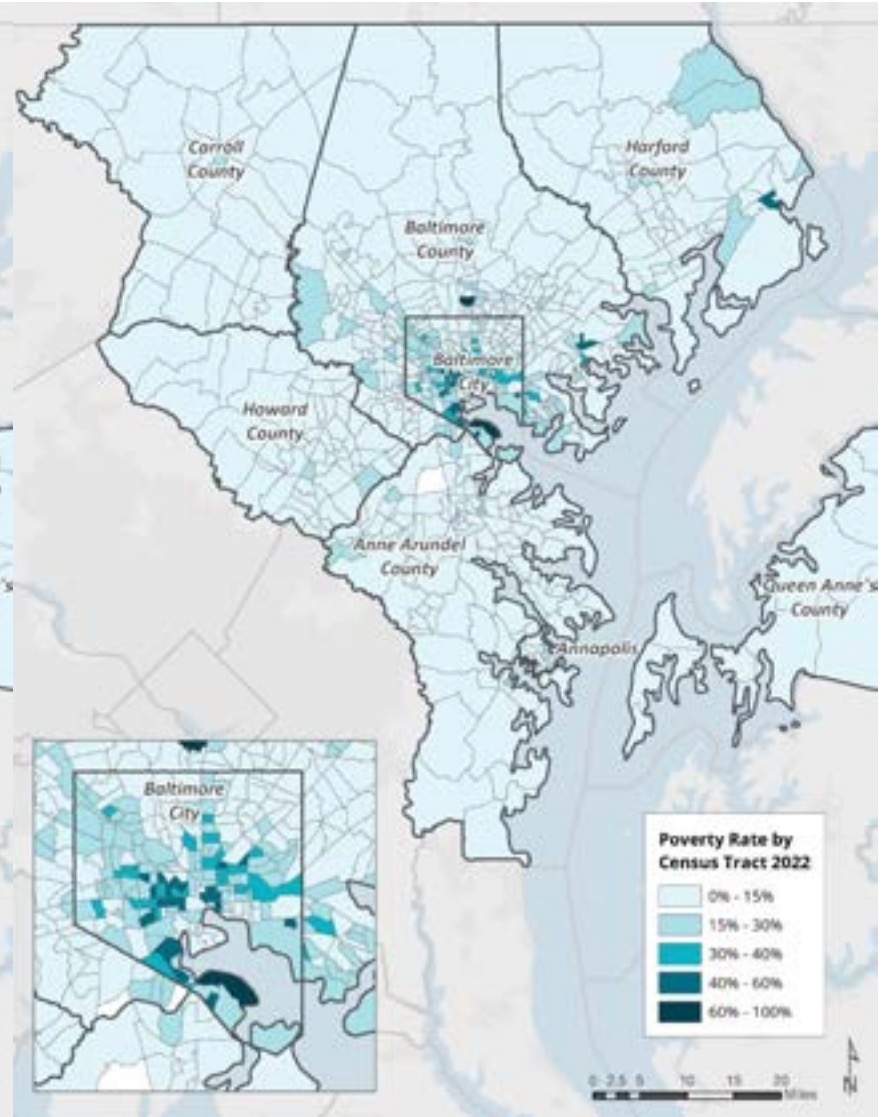 Carroll
County
Harford
County
Baltimore
County
Baltimore
City
Howard
County
Anne Arundel
County
's
Queen Anne's
County
Annapolis
Baltimore
City
Poverty Rate by
Census Tract 2022
0% - 15%
15% - 30%
30% - 40%
40% - 60%
60% - 100%
0 2.5 5 10 15 20
Miles
N